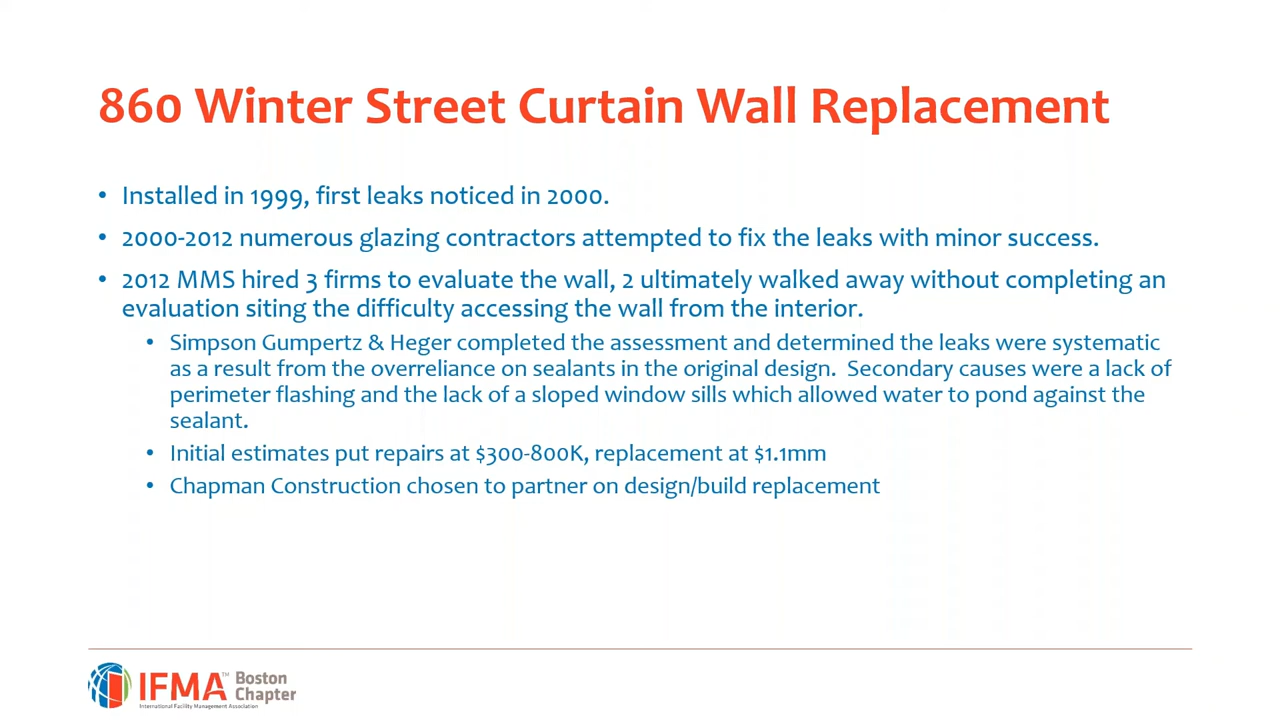 860 Winter Street Curtain Wall Replacement
• Installed in 1999, first leaks noticed in 2000.
• 2000-2012 numerous glazing contractors attempted to fix the leaks with minor success.
• 2012 MMS hired 3 firms to evaluate the wall, 2 ultimately walked away without completing an
evaluation siting the difficulty accessing the wall from the interior.
• Simpson Gumpertz & Heger completed the assessment and determined the leaks were systematic
as a result from the overreliance on sealants in the original design.  Secondary causes were a lack of
perimeter flashing and the lack of a sloped window sills which allowed water to pond against the
sealant.
• Initial estimates put repairs at $300-800K, replacement at $1.1mm
• Chapman Construction chosen to partner on design/build replacement
IFMA™ Boston
Chapter
International Facility Management Association